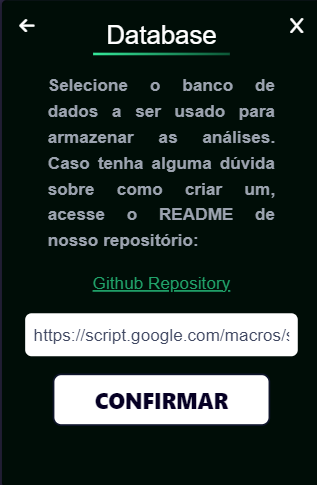 Database
X
Selecione o banco de
dados a ser usado para
armazenar as análises.
Caso tenha alguma dúvida
sobre como criar um,
acesse o README de
nosso repositório:
Github Repository
https://script.google.com/macros/s
CONFIRMAR